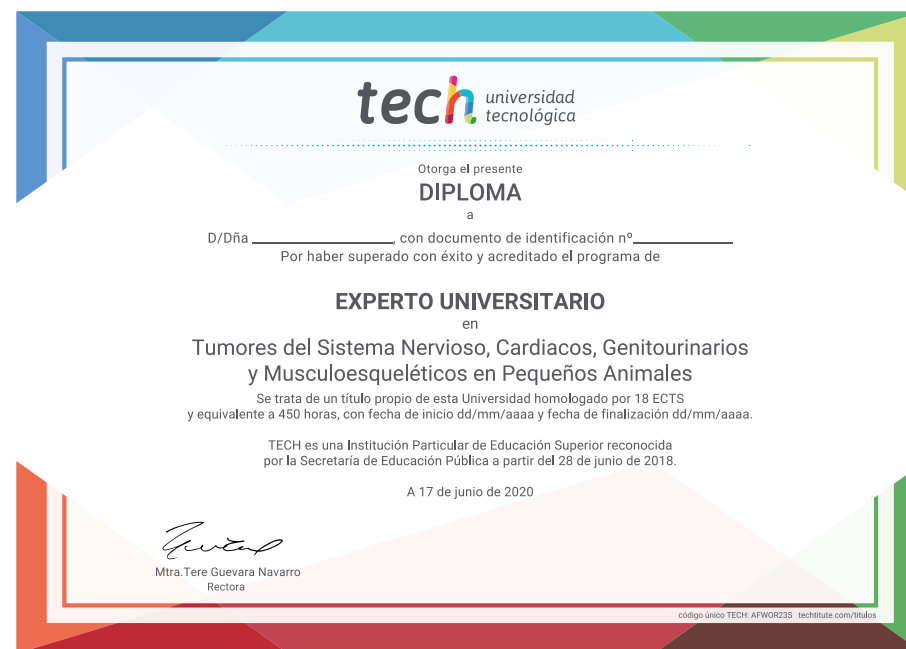 tech universidad
tecnológica
Otorga el presente
DIPLOMA
a
D/Dña ____________________, con documento de identificación nº______________
Por haber superado con éxito y acreditado el programa de
EXPERTO UNIVERSITARIO
en
Tumores del Sistema Nervioso, Cardiacos, Genitourinarios
y Musculoesqueléticos en Pequeños Animales
Se trata de un título propio de esta Universidad homologado por 18 ECTS
y equivalente a 450 horas, con fecha de inicio dd/mm/aaaa y fecha de finalización dd/mm/aaaa.
TECH es una Institución Particular de Educación Superior reconocida
por la Secretaría de Educación Pública a partir del 28 de junio de 2018.
A 17 de junio de 2020
Mtra.Tere Guevara Navarro
Rectora
código único TECH: AFWOR23S techtitute.com/titulos